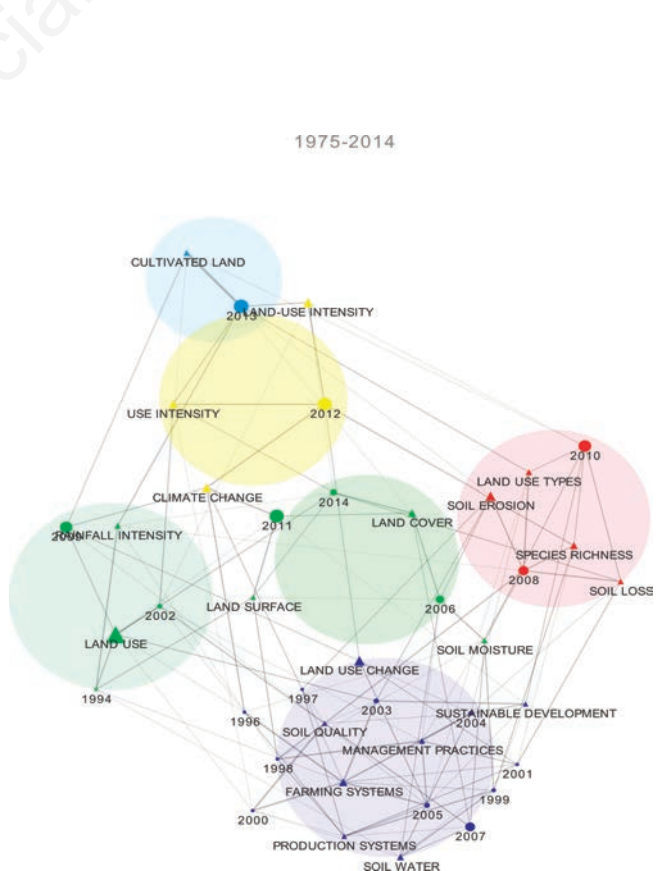 1975-2014
CULTIVATED LAND
2013
LAND-USE INTENSITY
USE INTENSITY
2012
2010
LAND USE TYPES
CLIMATE CHANGE
2014
SOIL EROSION
2011
LAND COVER
RAINFALL INTENSITY
SPECIES RICHNESS
2008
SOIL LOSS
2002
LAND SURFACE
2006
LAND USE
SOIL MOISTURE
LAND USE CHANGE
1994
1997
2003
SUSTAINABLE DEVELOPMENT
1996
2004
SOIL QUALITY
MANAGEMENT PRACTICES
1998
2001
FARMING SYSTEMS
1999
2000
2005
2007
PRODUCTION SYSTEMS
SOIL WATER